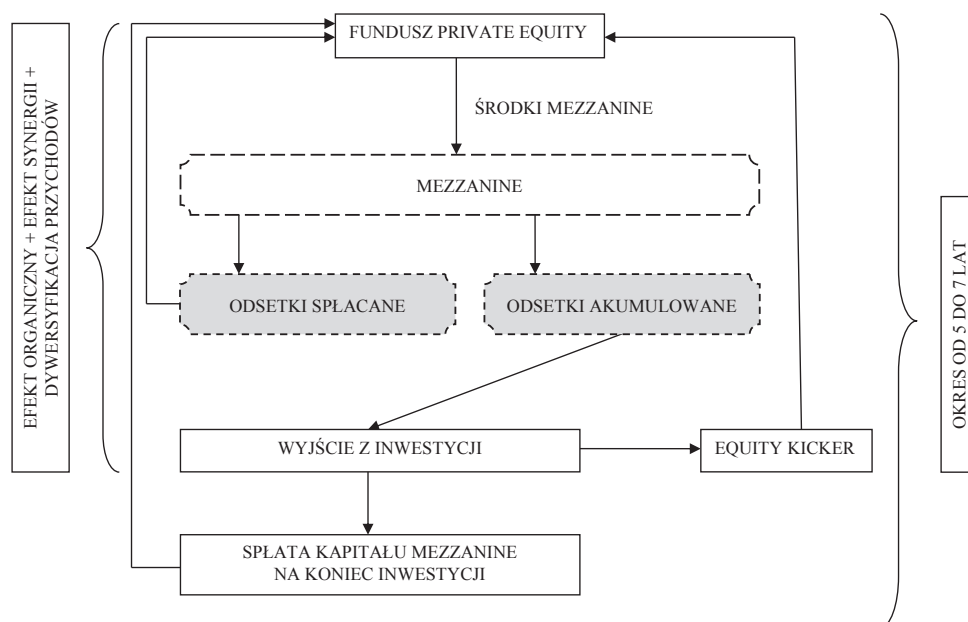 EFEKT ORGANICZNY + EFEKT SYNERGII +
DYWERSYFIKACJA PRZYCHODÓW
FUNDUSZ PRIVATE EQUITY
ŚRODKI MEZZANINE
MEZZANINE
ODSETKI SPŁACANE
ODSETKI AKUMULOWANE
WYJŚCIE Z INWESTYCJI
EQUITY KICKER
SPŁATA KAPITAŁU MEZZANINE
NA KONIEC INWESTYCJI
OKRES OD 5 DO 7 LAT